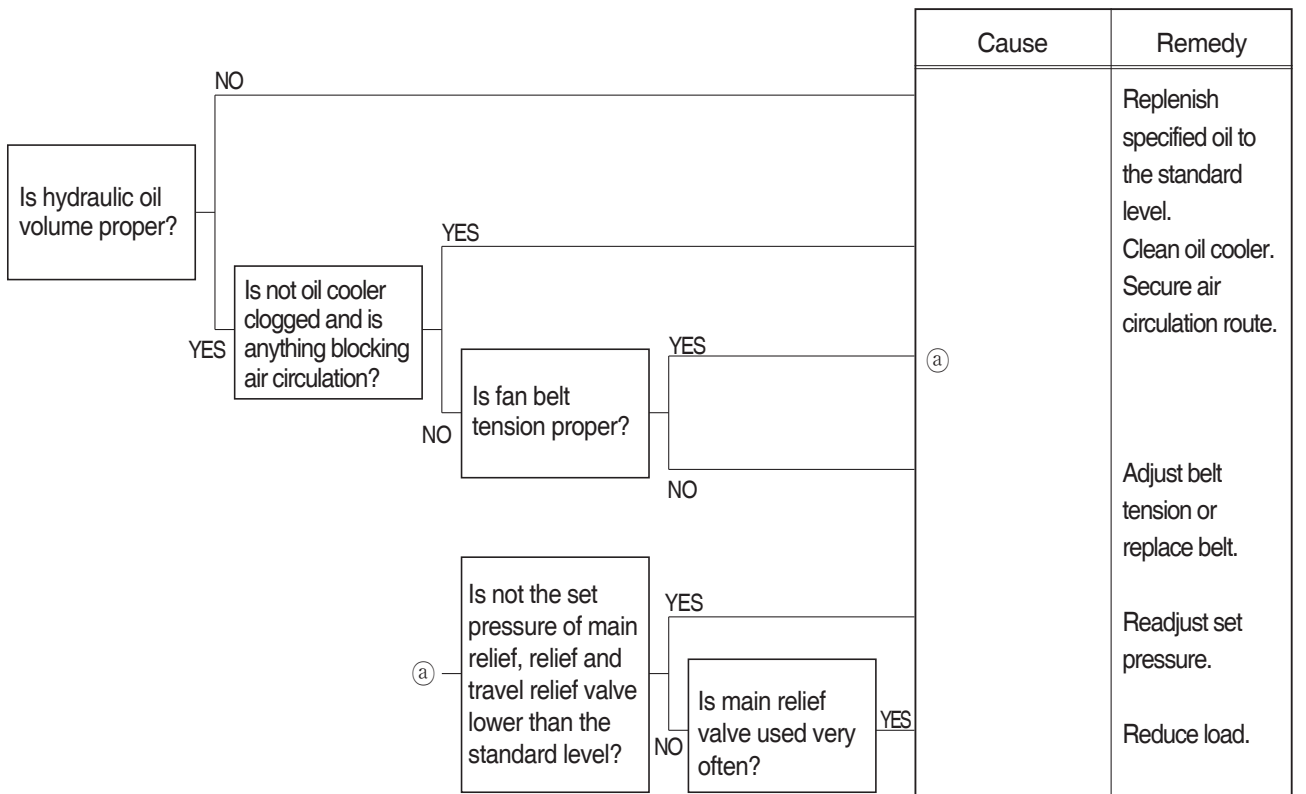 Cause
Remedy
NO
Replenish
specified oil to
the standard
level.
Is hydraulic oil
volume proper?
YES
Clean oil cooler.
Secure air
circulation route.
YES
Is not oil cooler
clogged and is
anything blocking
air circulation?
YES
ⓐ
NO
Is fan belt
tension proper?
NO
Adjust belt
tension or
replace belt.
ⓐ
Is not the set
pressure of main
relief, relief and
travel relief valve
lower than the
standard level?
YES
Readjust set
pressure.
NO
Is main relief
valve used very
often?
YES
Reduce load.